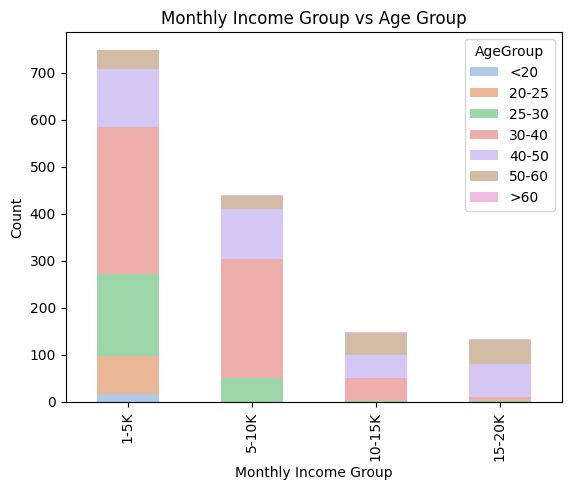 Monthly Income Group vs Age Group
AgeGroup
<20
20-25
25-30
30-40
40-50
50-60
>60
Count
700
600
500
400
300
200
100
0
1-5K
5-10K
10-15K
15-20K
Monthly Income Group